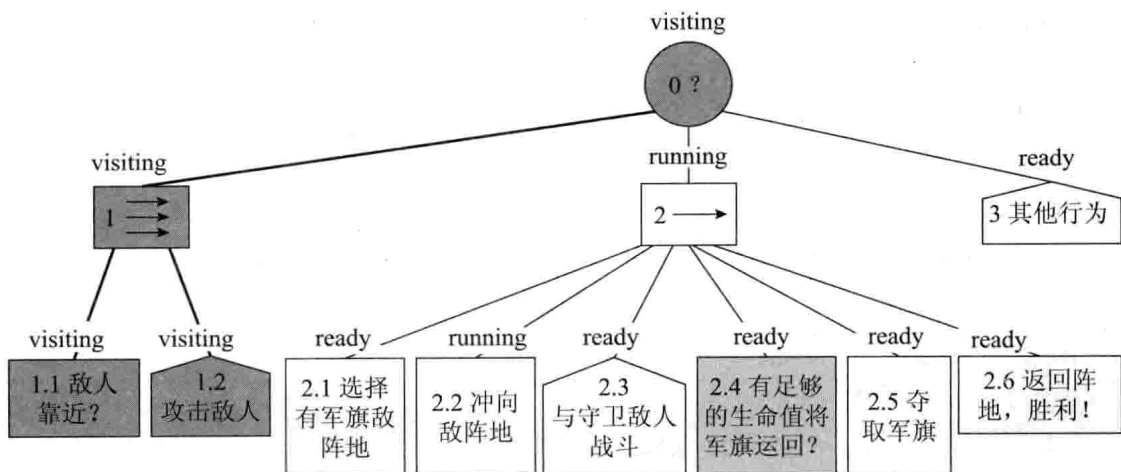 visiting
0 ?
visiting
running
ready
1
2
3 其他行为
visiting
visiting
ready
running
ready
ready
ready
ready
1.1 敌人
靠近？
1.2
攻击敌人
2.1 选择
有军旗敌
阵地
2.2 冲向
敌阵地
2.3
与守卫敌人
战斗
2.4 有足够
的生命值将
军旗运回？
2.5 夺
取军旗
2.6 返回阵
地，胜利！